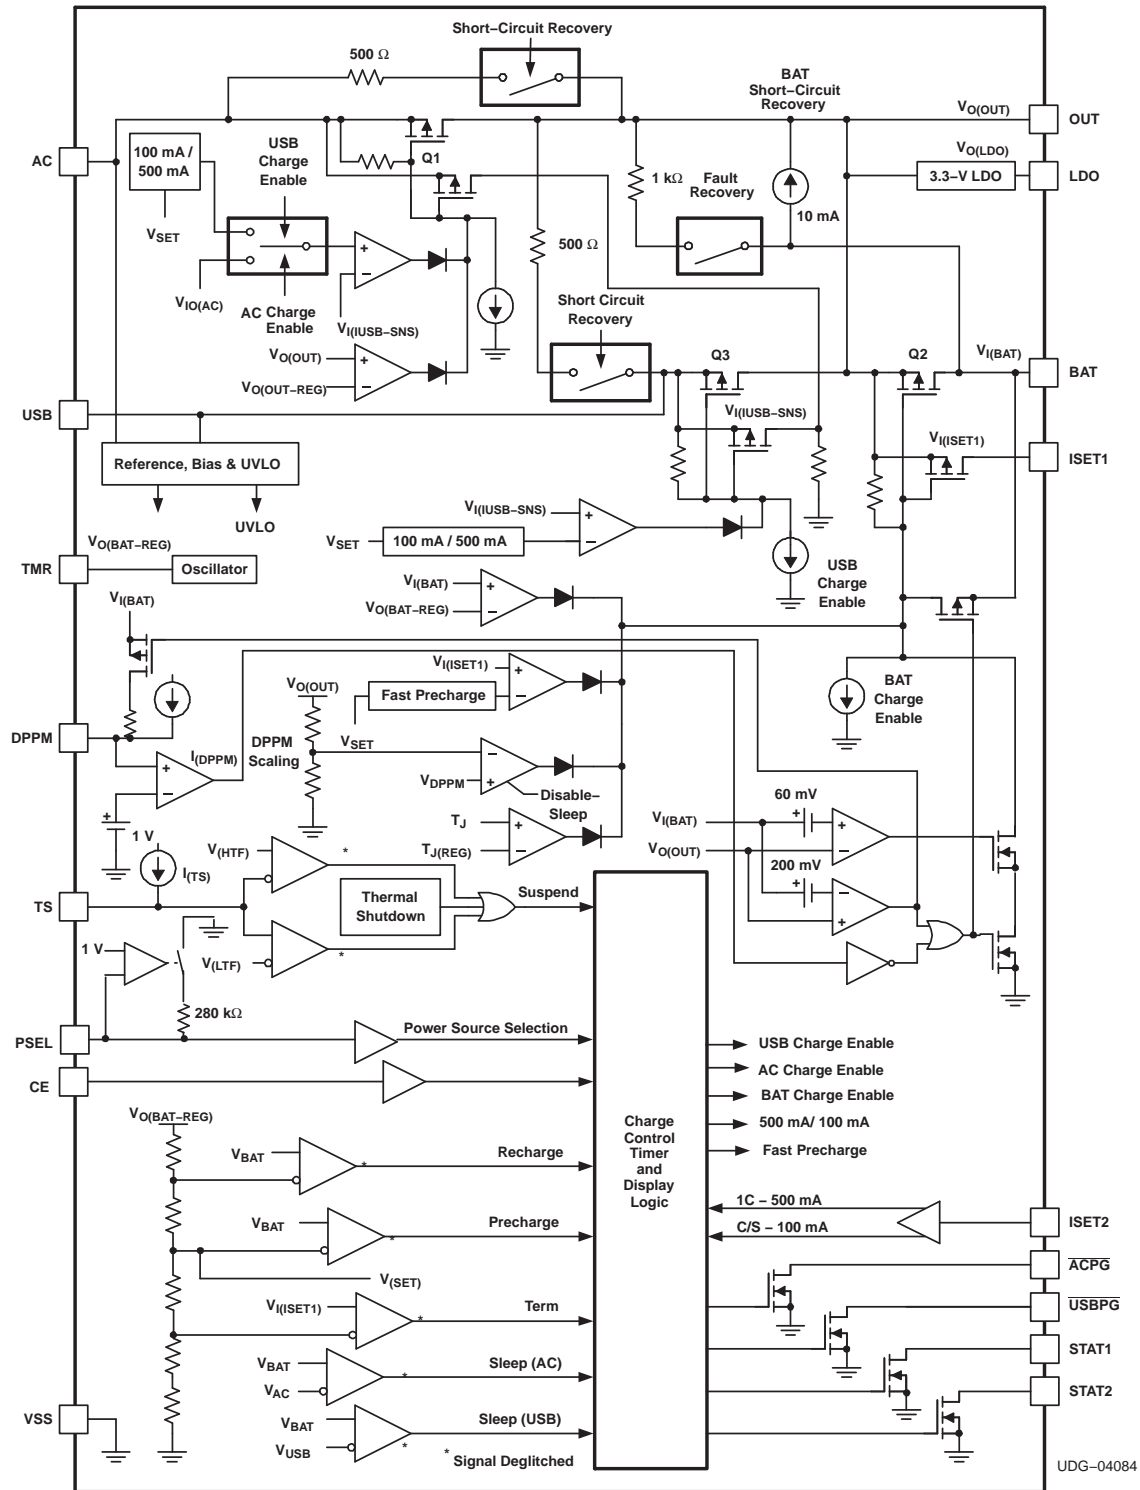 Short–Circuit Recovery
500 Ω
BAT
Short–Circuit
Recovery
VO(OUT)
OUT
AC
100 mA /
500 mA
USB
Charge
Enable
Q1
VO(LDO)
3.3–V LDO
LDO
1 kΩ
Fault
Recovery
10 mA
VSET
500 Ω
VIO(AC)
AC Charge
Enable
VI(IUSB–SNS)
Short Circuit
Recovery
VO(OUT)
VO(OUT–REG)
Q3
Q2
VI(BAT)
BAT
USB
VI(IUSB–SNS)
VI(ISET1)
ISET1
Reference, Bias & UVLO
UVLO
VI(IUSB–SNS)
VSET
100 mA / 500 mA
VO(BAT–REG)
TMR
Oscillator
USB
Charge
Enable
VI(BAT)
VI(BAT)
VO(BAT–REG)
VI(ISET1)
VO(OUT)
Fast Precharge
BAT
Charge
Enable
DPPM
VSET
I(DPPM)
DPPM
Scaling
VDPPM
Disable–
Sleep
1 V
60 mV
TJ
TJ(REG)
VI(BAT)
VO(OUT)
200 mV
V(HTF)
*
I(TS)
TS
Thermal
Shutdown
Suspend
1 V
V(LTF)
*
280 kΩ
PSEL
Power Source Selection
CE
USB Charge Enable
AC Charge Enable
BAT Charge Enable
500 mA/ 100 mA
Fast Precharge
VO(BAT–REG)
Charge
Control
Timer
and
Display
Logic
VBAT
*
Recharge
1C – 500 mA
C/S – 100 mA
ISET2
VBAT
*
Precharge
V(SET)
ACPG
VI(ISET1)
*
Term
USBPG
VBAT
VAC
*
Sleep (AC)
STAT1
STAT2
VSS
VBAT
VUSB
*
Sleep (USB)
* Signal Deglitched
UDG–04084